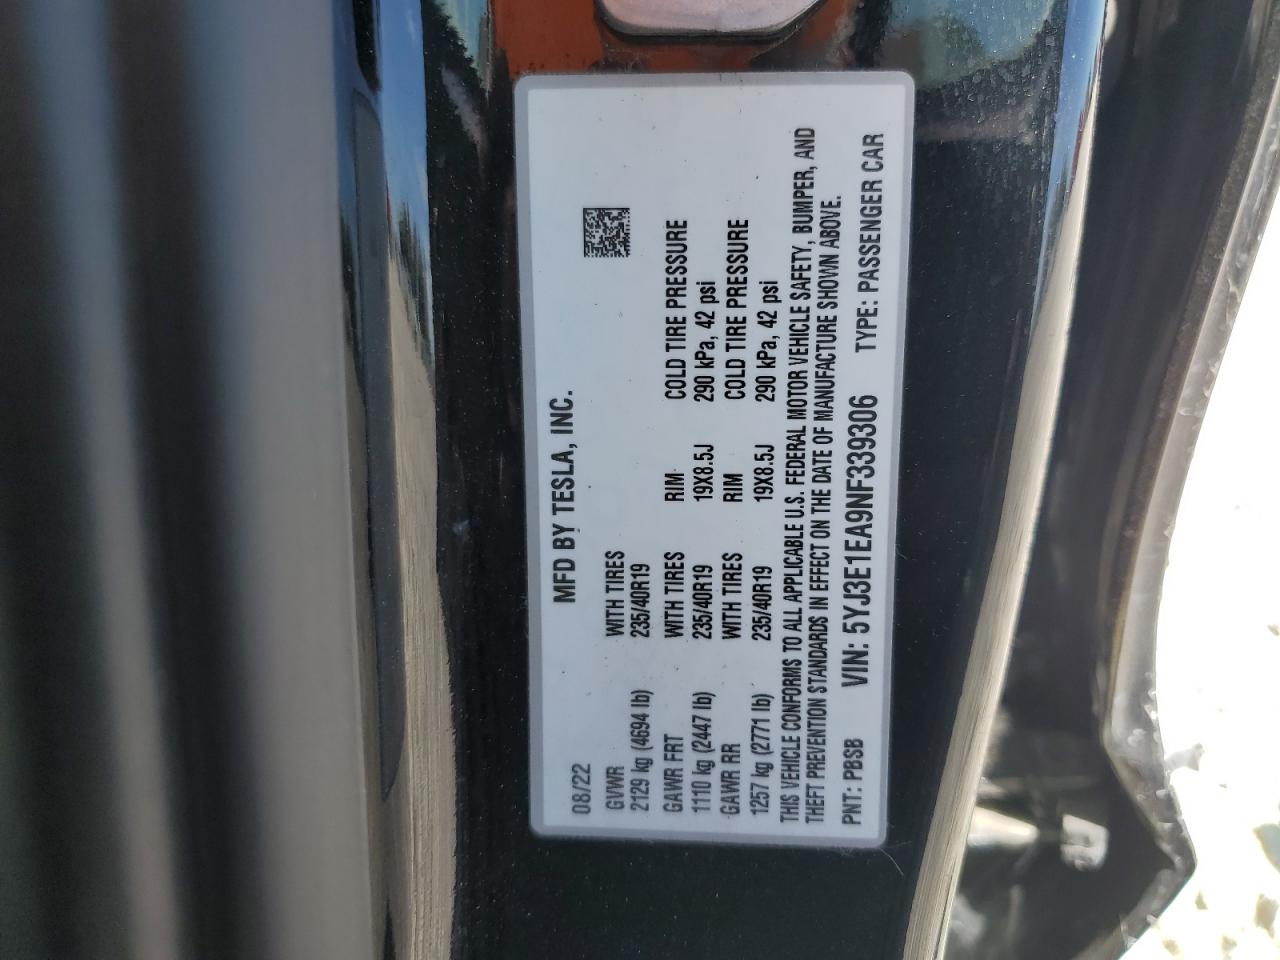 MFD BY TESLA, INC.
08/22
GVWR WITH TIRES
2129 kg (4694 lb) 235/40R19
GAWR FRT WITH TIRES RIM COLD TIRE PRESSURE
1110 kg (2447 lb) 235/40R19 19X8.5J 290 kPa, 42 psi
GAWR RR WITH TIRES RIM COLD TIRE PRESSURE
1257 kg (2771 lb) 235/40R19 19X8.5J 290 kPa, 42 psi
THIS VEHICLE CONFORMS TO ALL APPLICABLE U.S. FEDERAL MOTOR VEHICLE SAFETY, BUMPER, AND
THEFT PREVENTION STANDARDS IN EFFECT ON THE DATE OF MANUFACTURE SHOWN ABOVE.
PNT: PBSB VIN: 5YJ3E1EA9NF339306 TYPE: PASSENGER CAR